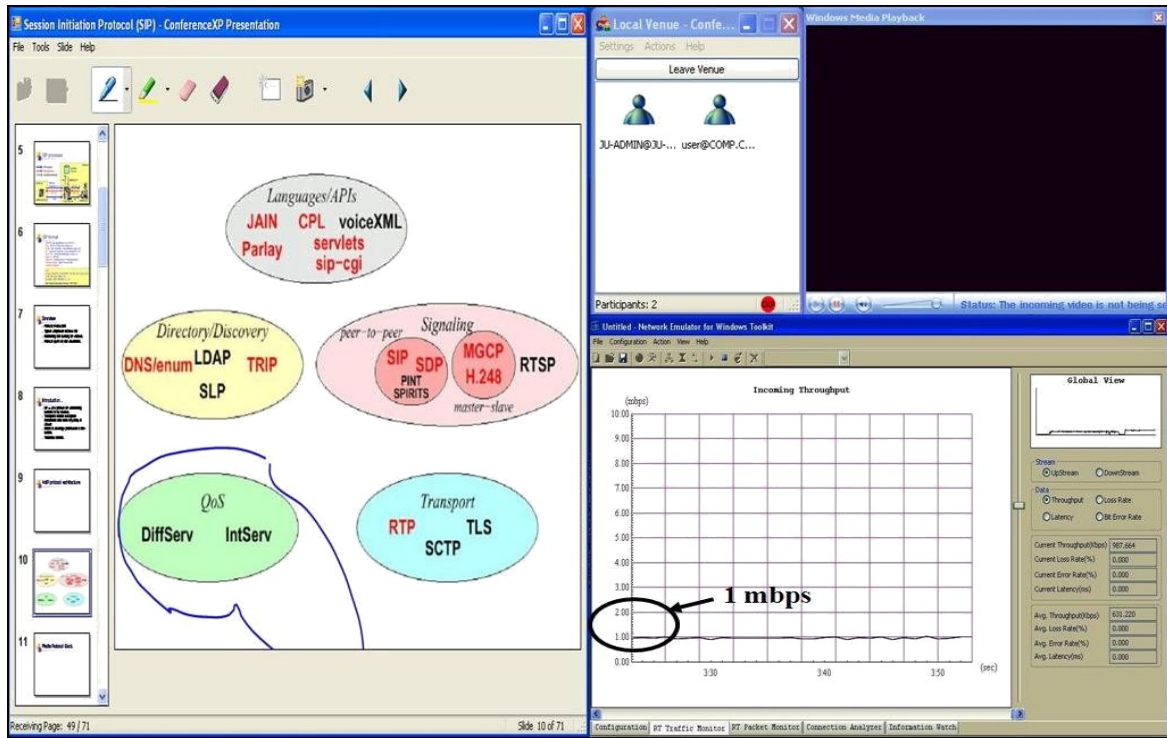 Session Initiation Protocol (SIP) - ConferenceXP Presentation
File Tools Slide Help
5
6
7
8
9
10
11
Languages/APIs
JAIN CPL voiceXML
Parlay servlets
sip-cgi
Directory/Discovery
DNS/enum LDAP TRIP
SLP
peer-to-peer Signaling
SIP SDP MGCP RTSP
PINT H.248
SPIRITS
master-slave
QoS
DiffServ IntServ
Transport
RTP TLS
SCTP
Receiving Page: 49 / 71 Slide 10 of 71
Local Venue - Confe...
Settings Actions Help
Leave Venue
JU-ADMIN@JU-... user@COMP.C...
Participants: 2
Windows Media Playback
Status: The incoming video is not being se
Untitled - Network Emulator for Windows Toolkit
File Configuration Action View Help
Incoming Throughput
(mbps)
10.00
9.00
8.00
7.00
6.00
5.00
4.00
3.00
2.00
1.00
0.00
1 mbps
3:30 3:40 3:50 (sec)
Global View
Stream
UpStream DownStream
Data
Throughput Loss Rate
Latency Bit Error Rate
Current Throughput(Kbps) 987.664
Current Loss Rate(%) 0.000
Current Error Rate(%) 0.000
Current Latency(ms) 0.000
Avg. Throughput(Kbps) 631.220
Avg. Loss Rate(%) 0.000
Avg. Error Rate(%) 0.000
Avg. Latency(ms) 0.000
Configuration RT Traffic Monitor RT Packet Monitor Connection Analyzer Information Watch